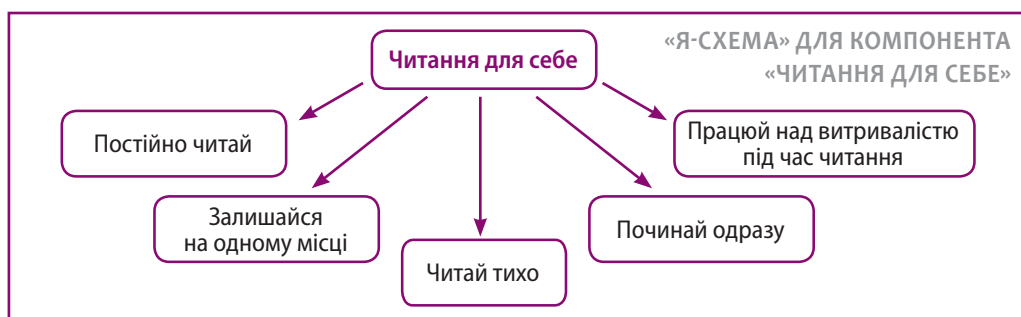 «Я-СХЕМА» ДЛЯ КОМПОНЕНТА
«ЧИТАННЯ ДЛЯ СЕБЕ»
Читання для себе
Постійно читай
Залишайся
на одному місці
Читай тихо
Починай одразу
Працюй над витривалістю
під час читання